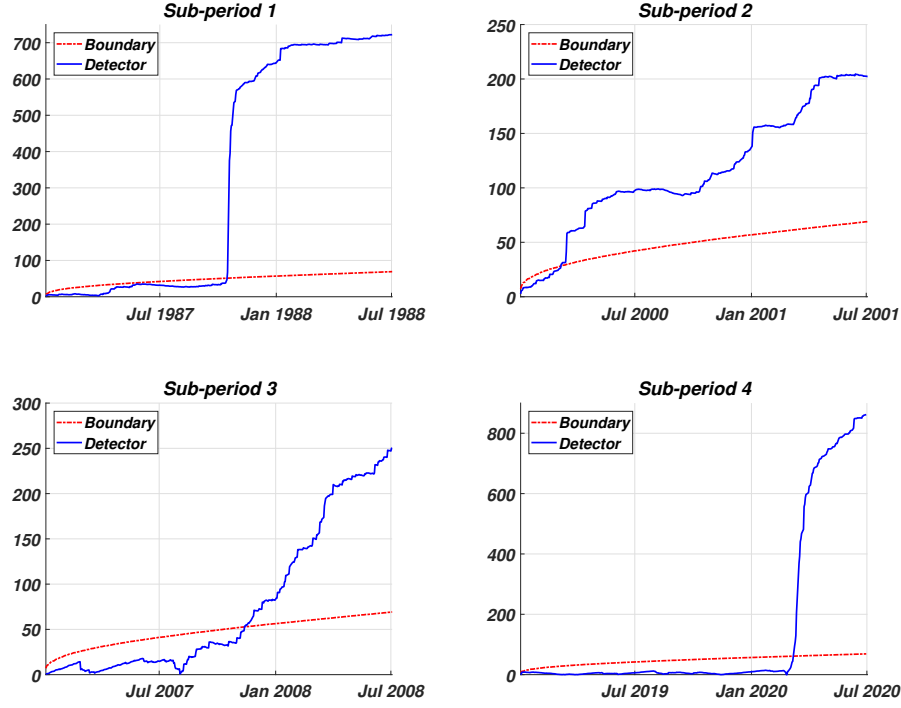 Sub-period 1
Boundary
Detector
700
600
500
400
300
200
100
0
Jul 1987 Jan 1988 Jul 1988
Sub-period 2
Boundary
Detector
250
200
150
100
50
0
Jul 2000 Jan 2001 Jul 2001
Sub-period 3
Boundary
Detector
300
250
200
150
100
50
0
Jul 2007 Jan 2008 Jul 2008
Sub-period 4
Boundary
Detector
800
600
400
200
0
Jul 2019 Jan 2020 Jul 2020